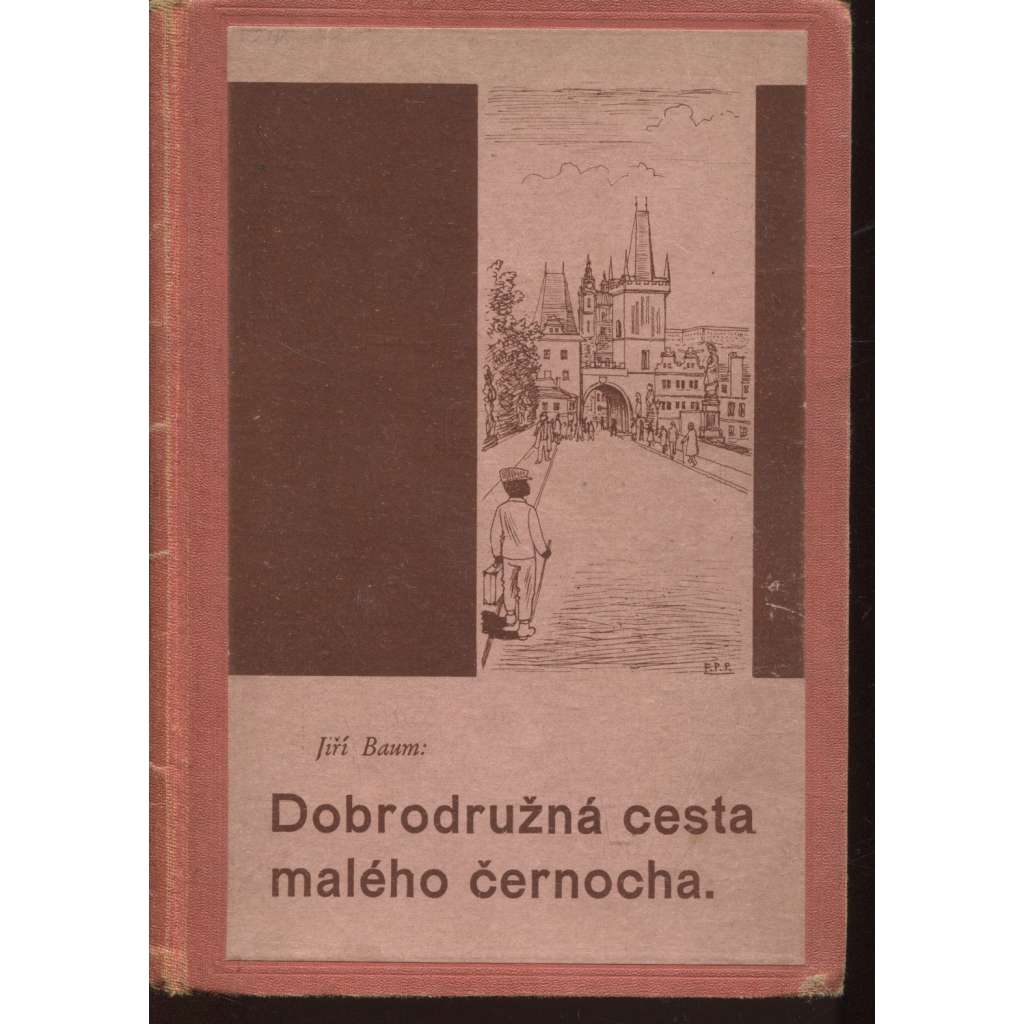 F.P.P.
Jiří Baum:
Dobrodružná cesta
malého černocha.